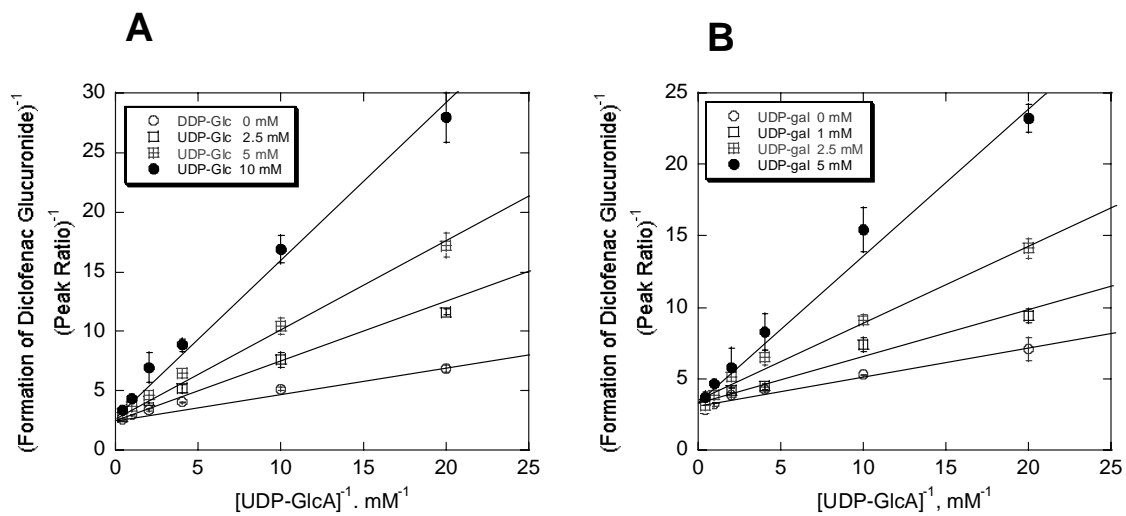 A
(Formation of Diclofenac Glucuronide)-1
(Peak Ratio)-1
30
25
20
15
10
5
0
DDP-Glc 0 mM
UDP-Glc 2.5 mM
UDP-Glc 5 mM
UDP-Glc 10 mM
0 5 10 15 20 25
[UDP-GlcA]-1. mM-1
B
(Formation of Diclofenac Glucuronide)-1
(Peak Ratio)-1
25
20
15
10
5
0
UDP-gal 0 mM
UDP-gal 1 mM
UDP-gal 2.5 mM
UDP-gal 5 mM
0 5 10 15 20 25
[UDP-GlcA]-1, mM-1